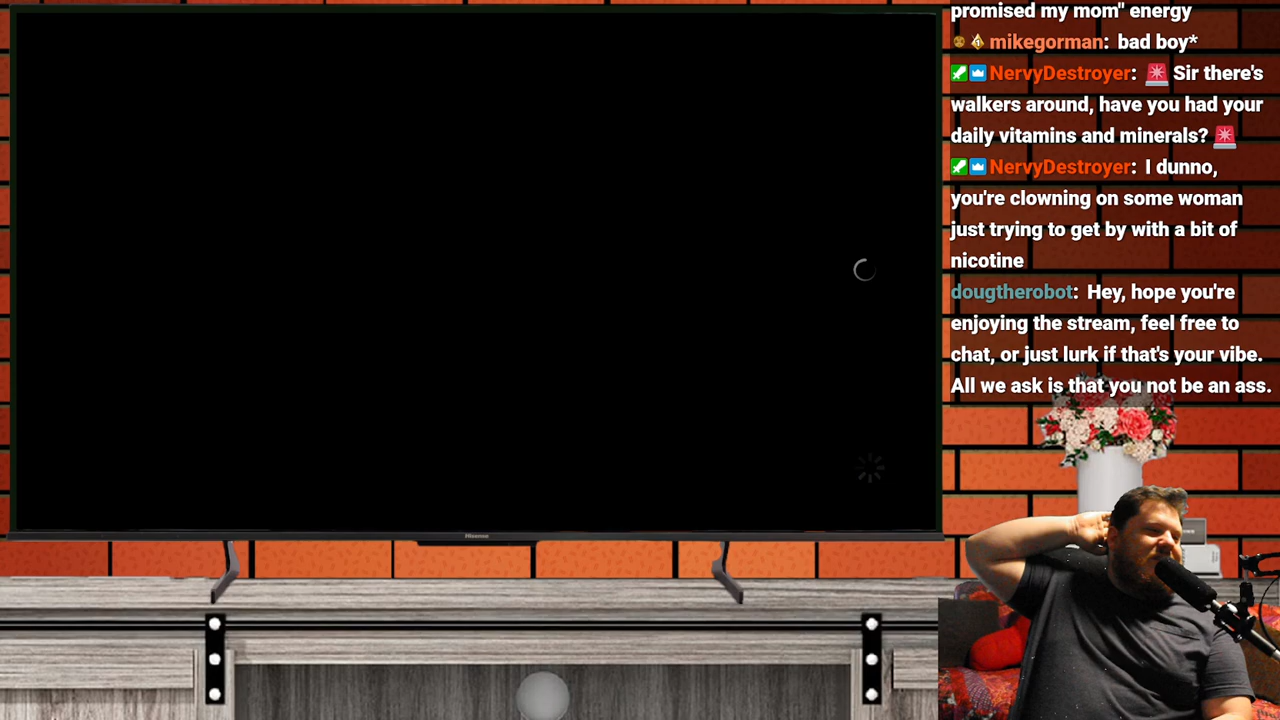 promised my mom" energy
mikegorman: bad boy*
NervyDestroyer: Sir there's
walkers around, have you had your
daily vitamins and minerals?
NervyDestroyer: I dunno,
you're clowning on some woman
just trying to get by with a bit of
nicotine
dougtherobot: Hey, hope you're
enjoying the stream, feel free to
chat, or just lurk if that's your vibe.
All we ask is that you not be an ass.
Hisense